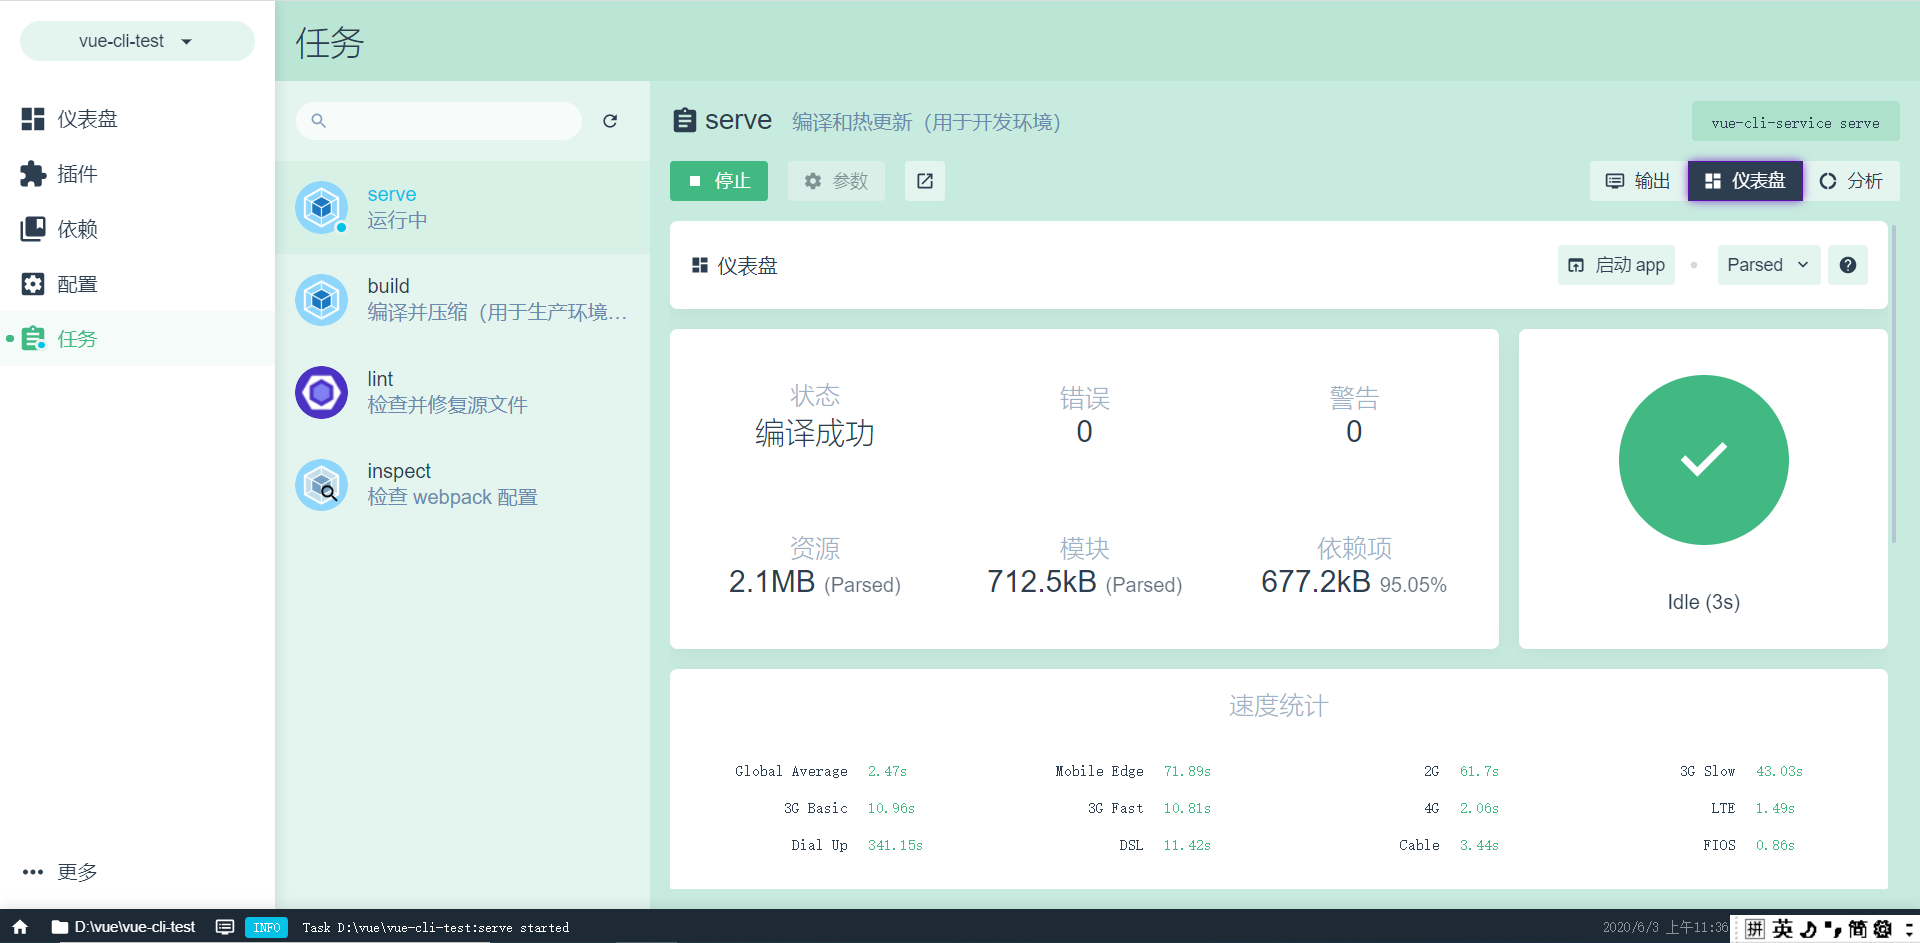 vue-cli-test
仪表盘
插件
依赖
配置
任务
更多
任务
serve
运行中
build
编译并压缩（用于生产环境…
lint
检查并修复源文件
inspect
检查 webpack 配置
serve 编译和热更新（用于开发环境）
vue-cli-service serve
停止 参数
输出 仪表盘 分析
仪表盘
启动 app
Parsed
状态
编译成功
错误
0
警告
0
资源
2.1MB (Parsed)
模块
712.5kB (Parsed)
依赖项
677.2kB 95.05%
Idle (3s)
速度统计
Global Average 2.47s
Mobile Edge 71.89s
2G 61.7s
3G Slow 43.03s
3G Basic 10.96s
3G Fast 10.81s
4G 2.06s
LTE 1.49s
Dial Up 341.15s
DSL 11.42s
Cable 3.44s
FIOS 0.86s
D:\vue\vue-cli-test
INFO Task D:\vue\vue-cli-test:serve started
2020/6/3 上午11:36
拼 英 简